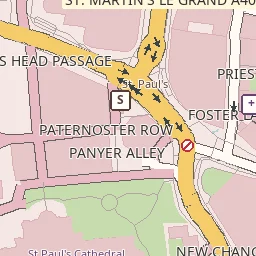 ST. MARTIN'S LE GRAND A40
S HEAD PASSAGE
St. Paul's
PRIEST
S
FOSTER
PATERNOSTER ROW
PANYER ALLEY
St Paul's Cathedral
NEW CHANG